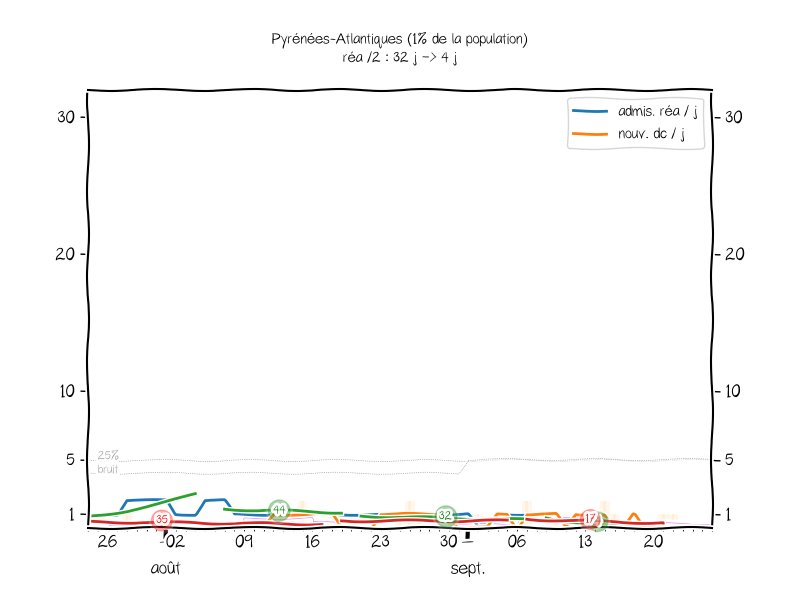 Pyrénées-Atlantiques (1% de la population)
réa /2 : 32 j -> 4 j
admis. réa / j
nouv. dc / j
30 30
20 20
10 10
5 5
1 1
25%
bruit
35 44 32 17
26 02 09 16 23 30 06 13 20
août sept.